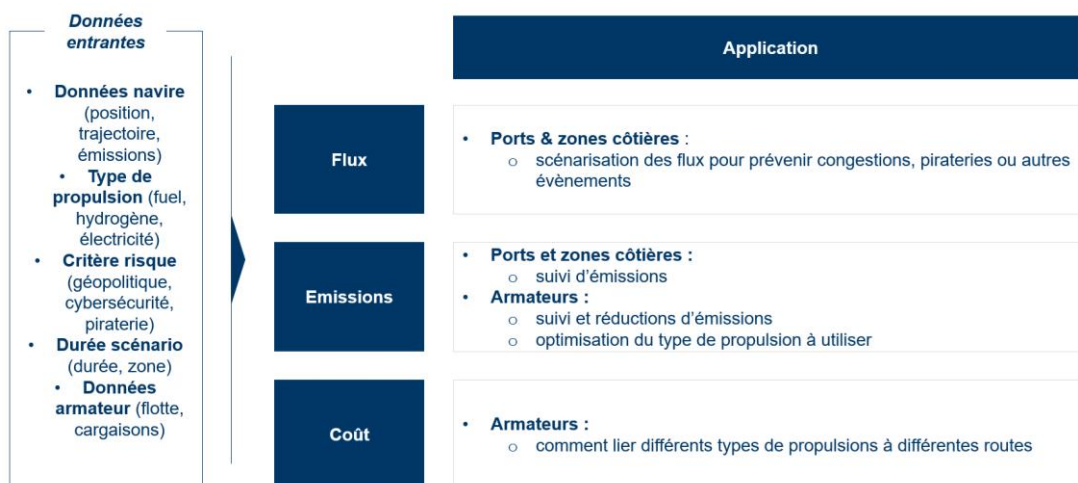 Données
entrantes
• Données navire
(position,
trajectoire,
émissions)
• Type de
propulsion (fuel,
hydrogène,
électricité)
• Critère risque
(géopolitique,
cybersécurité,
piraterie)
• Durée scénario
(durée, zone)
• Données
armateur (flotte,
cargaisons)
Application
Flux
• Ports & zones côtières :
o scénarisation des flux pour prévenir congestions, pirateries ou autres
évènements
Emissions
• Ports et zones côtières :
o suivi d'émissions
• Armateurs :
o suivi et réductions d'émissions
o optimisation du type de propulsion à utiliser
Coût
• Armateurs :
o comment lier différents types de propulsions à différentes routes